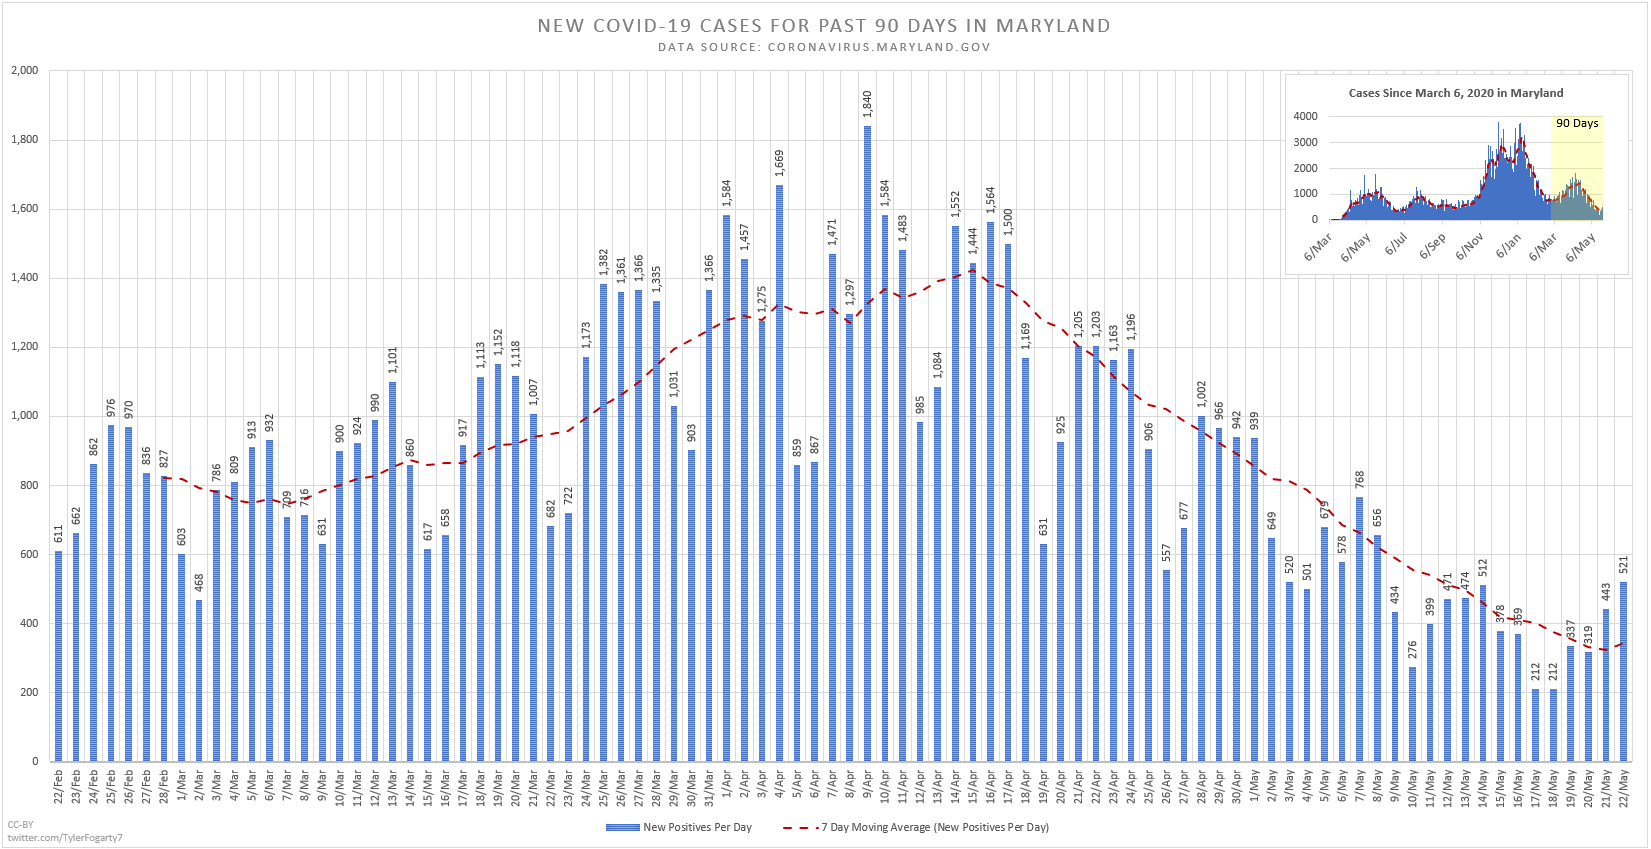 NEW COVID-19 CASES FOR PAST 90 DAYS IN MARYLAND
DATA SOURCE: CORONAVIRUS.MARYLAND.GOV
2,000
1,800
1,600
1,400
1,200
1,000
800
600
400
200
0
611
662
862
976
970
836
827
603
468
786
809
913
932
709
716
631
900
924
990
1,101
860
617
658
917
1,113
1,152
1,118
1,007
682
722
1,173
1,382
1,361
1,366
1,335
1,031
903
1,366
1,584
1,457
1,275
1,669
859
867
1,471
1,297
1,840
1,584
1,483
985
1,084
1,552
1,444
1,564
1,500
1,169
631
925
1,205
1,203
1,163
1,196
906
557
677
1,002
966
942
939
649
520
501
679
578
768
656
434
276
399
471
474
512
378
369
212
212
337
319
443
521
22/Feb
23/Feb
24/Feb
25/Feb
26/Feb
27/Feb
28/Feb
1/Mar
2/Mar
3/Mar
4/Mar
5/Mar
6/Mar
7/Mar
8/Mar
9/Mar
10/Mar
11/Mar
12/Mar
13/Mar
14/Mar
15/Mar
16/Mar
17/Mar
18/Mar
19/Mar
20/Mar
21/Mar
22/Mar
23/Mar
24/Mar
25/Mar
26/Mar
27/Mar
28/Mar
29/Mar
30/Mar
31/Mar
1/Apr
2/Apr
3/Apr
4/Apr
5/Apr
6/Apr
7/Apr
8/Apr
9/Apr
10/Apr
11/Apr
12/Apr
13/Apr
14/Apr
15/Apr
16/Apr
17/Apr
18/Apr
19/Apr
20/Apr
21/Apr
22/Apr
23/Apr
24/Apr
25/Apr
26/Apr
27/Apr
28/Apr
29/Apr
30/Apr
1/May
2/May
3/May
4/May
5/May
6/May
7/May
8/May
9/May
10/May
11/May
12/May
13/May
14/May
15/May
16/May
17/May
18/May
19/May
20/May
21/May
22/May
Cases Since March 6, 2020 in Maryland
90 Days
4000
3000
2000
1000
0
6/Mar
6/May
6/Jul
6/Sep
6/Nov
6/Jan
6/Mar
6/May
New Positives Per Day
7 Day Moving Average (New Positives Per Day)
CC-BY
twitter.com/TylerFogarty7